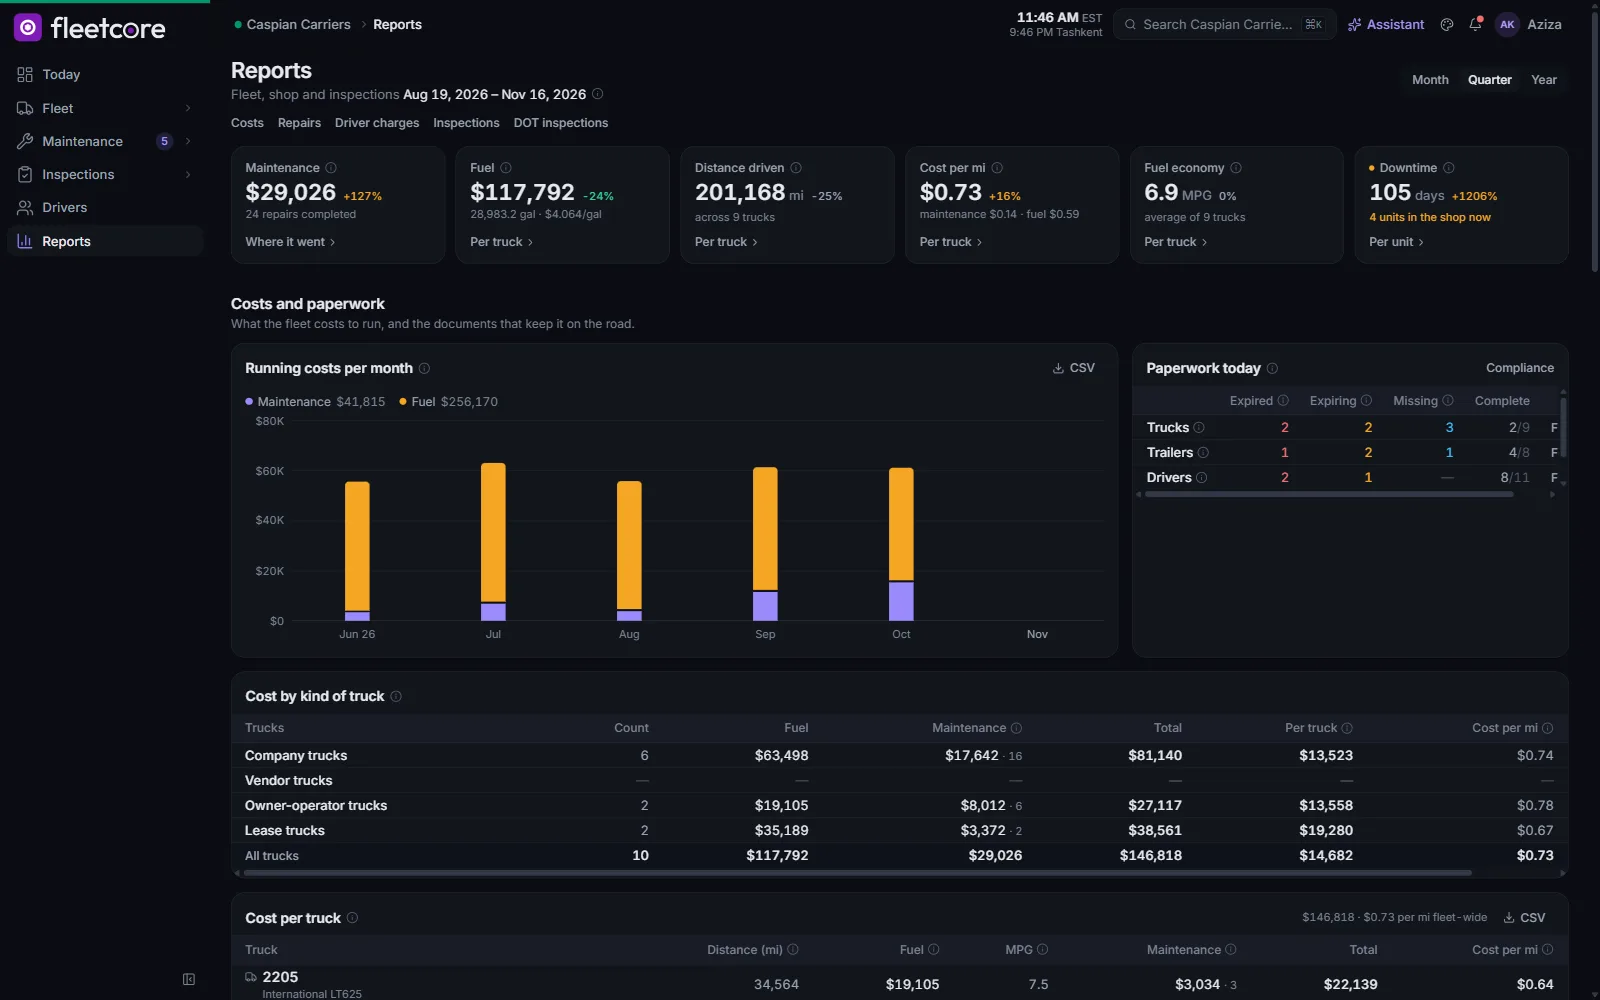 fleetcore
Caspian Carriers › Reports
11:46 AM EST
9:46 PM Tashkent
Search Caspian Carrie... ⌘K
Assistant
AK
Aziza
Today
Fleet
Maintenance 5
Inspections
Drivers
Reports
Reports
Fleet, shop and inspections Aug 19, 2026 – Nov 16, 2026
Month Quarter Year
Costs Repairs Driver charges Inspections DOT inspections
Maintenance
$29,026 +127%
24 repairs completed
Where it went ›
Fuel
$117,792 -24%
28,983.2 gal · $4.064/gal
Per truck ›
Distance driven
201,168 mi -25%
across 9 trucks
Per truck ›
Cost per mi
$0.73 +16%
maintenance $0.14 · fuel $0.59
Per truck ›
Fuel economy
6.9 MPG 0%
average of 9 trucks
Per truck ›
Downtime
105 days +1206%
4 units in the shop now
Per unit ›
Costs and paperwork
What the fleet costs to run, and the documents that keep it on the road.
Running costs per month
CSV
Maintenance $41,815 Fuel $256,170
$80K
$60K
$40K
$20K
$0
Jun 26 Jul Aug Sep Oct Nov
Paperwork today
Compliance
Expired Expiring Missing Complete
Trucks 2 2 3 2/9 F
Trailers 1 2 1 4/8 F
Drivers 2 1 — 8/11 F
Cost by kind of truck
Trucks Count Fuel Maintenance Total Per truck Cost per mi
Company trucks 6 $63,498 $17,642 · 16 $81,140 $13,523 $0.74
Vendor trucks — — — — — —
Owner-operator trucks 2 $19,105 $8,012 · 6 $27,117 $13,558 $0.78
Lease trucks 2 $35,189 $3,372 · 2 $38,561 $19,280 $0.67
All trucks 10 $117,792 $29,026 $146,818 $14,682 $0.73
Cost per truck
$146,818 · $0.73 per mi fleet-wide
CSV
Truck Distance (mi) Fuel MPG Maintenance Total Cost per mi
2205 34,564 $19,105 7.5 $3,034 · 3 $22,139 $0.64
International LT625